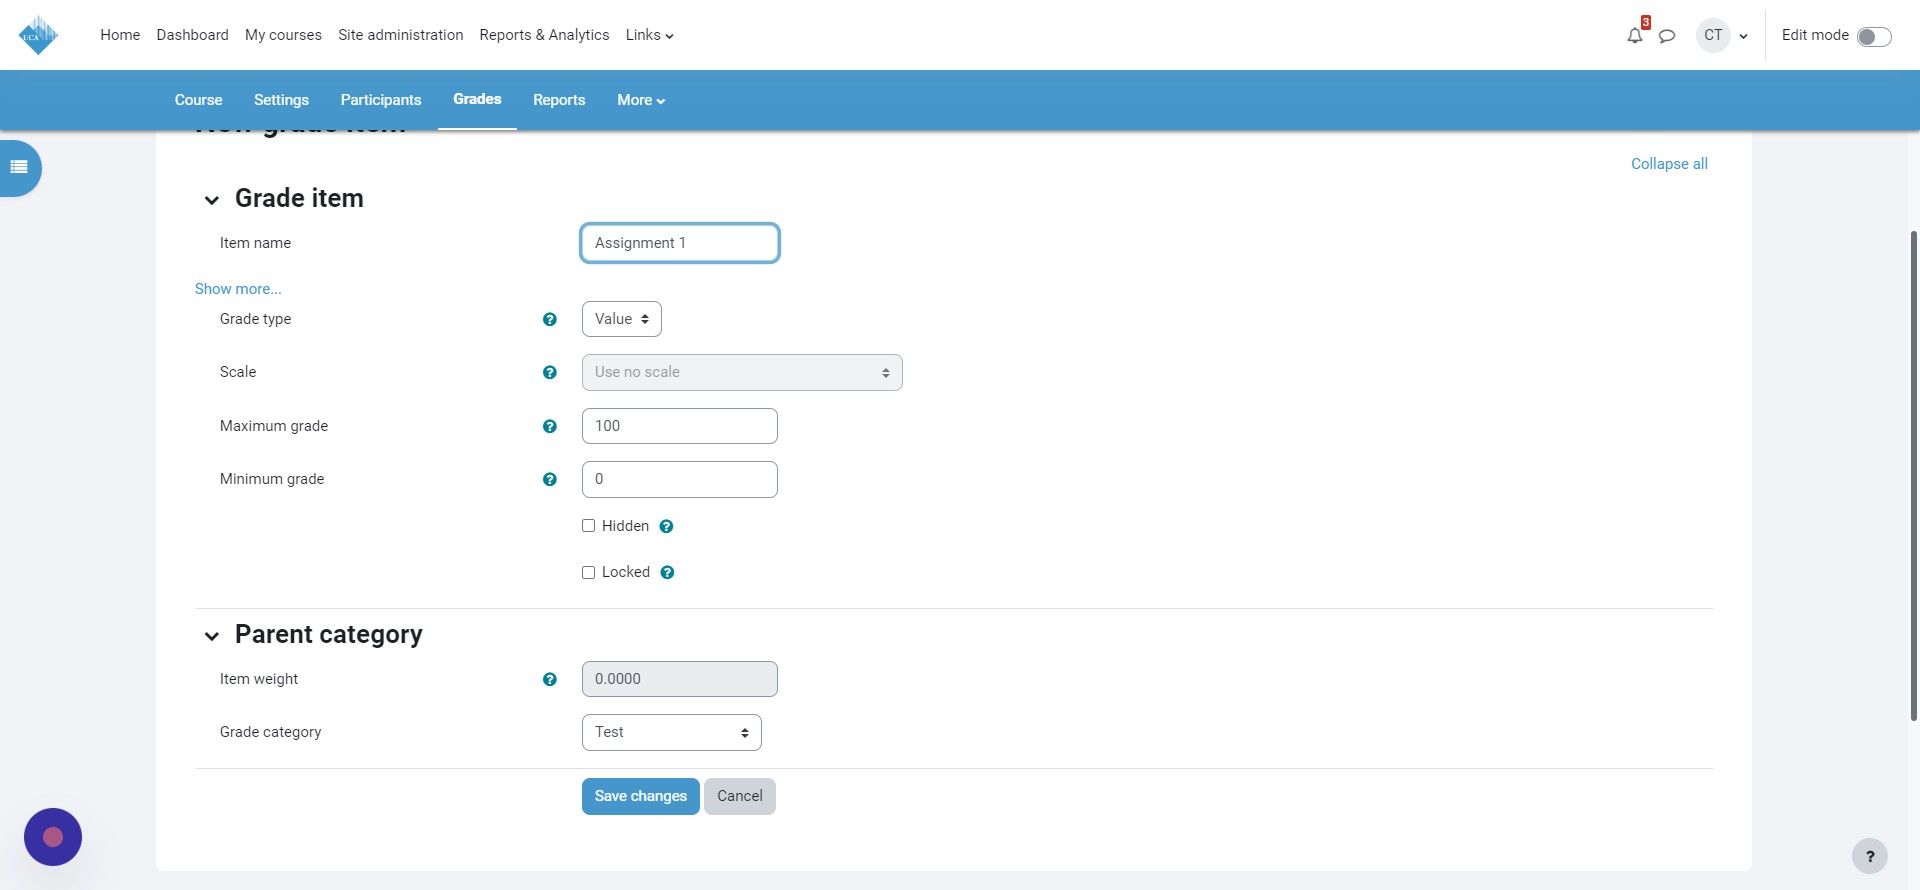 UCA
Home Dashboard My courses Site administration Reports & Analytics Links
3
CT
Edit mode
Course Settings Participants Grades Reports More
New grade item
Collapse all
Grade item
Item name Assignment 1
Show more...
Grade type ? Value
Scale ? Use no scale
Maximum grade ? 100
Minimum grade ? 0
Hidden ?
Locked ?
Parent category
Item weight ? 0.0000
Grade category Test
Save changes Cancel
?